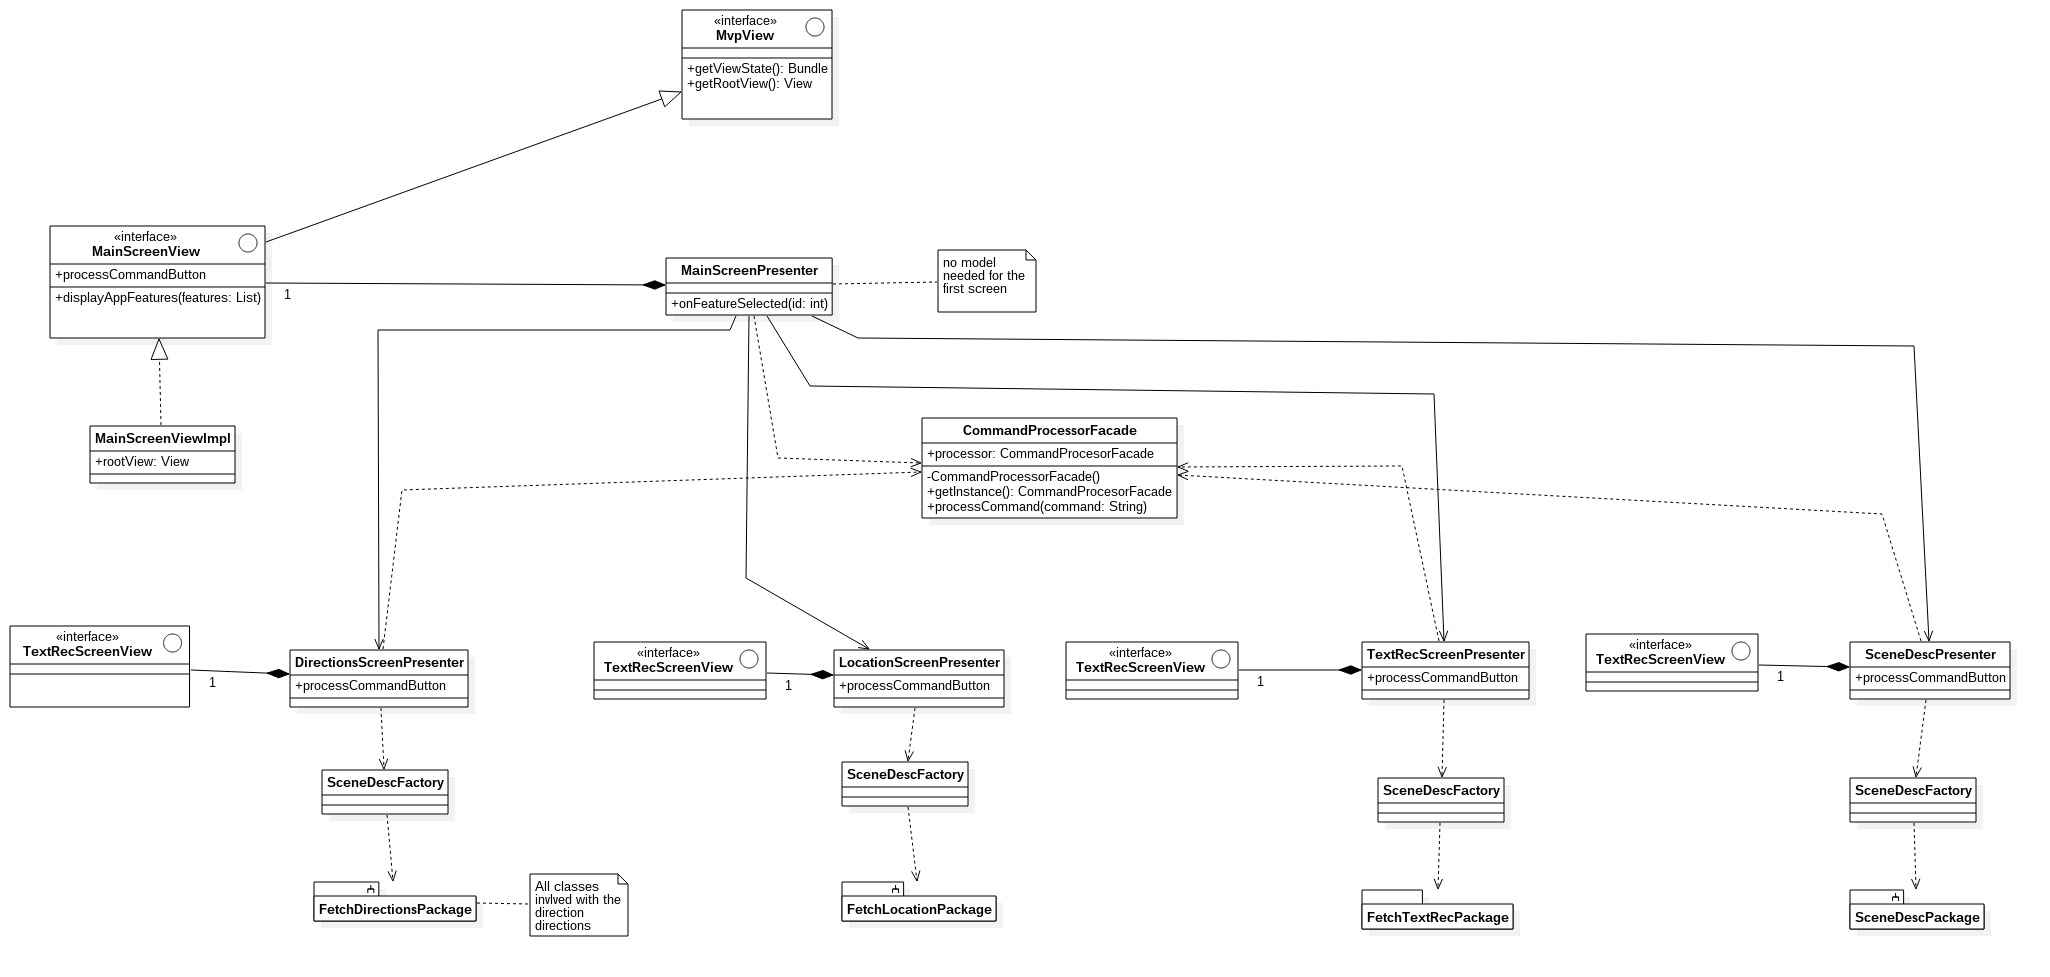 «interface»
MvpView
+getViewState(): Bundle
+getRootView(): View
«interface»
MainScreenView
+processCommandButton
+displayAppFeatures(features: List)
1
MainScreenPresenter
+onFeatureSelected(id: int)
no model
needed for the
first screen
MainScreenViewImpl
+rootView: View
CommandProcessorFacade
+processor: CommandProcesorFacade
-CommandProcessorFacade()
+getInstance(): CommandProcesorFacade
+processCommand(command: String)
«interface»
TextRecScreenView
1
DirectionsScreenPresenter
+processCommandButton
«interface»
TextRecScreenView
1
LocationScreenPresenter
+processCommandButton
«interface»
TextRecScreenView
1
TextRecScreenPresenter
+processCommandButton
«interface»
TextRecScreenView
1
SceneDescPresenter
+processCommandButton
SceneDescFactory
SceneDescFactory
SceneDescFactory
SceneDescFactory
FetchDirectionsPackage
All classes
inwlved with the
direction
directions
FetchLocationPackage
FetchTextRecPackage
SceneDescPackage